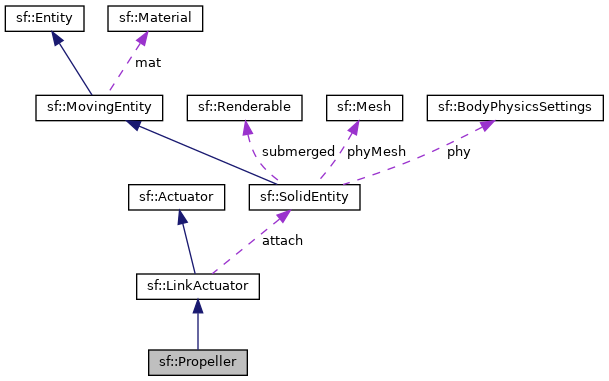 sf::Entity
sf::Material
mat
sf::MovingEntity
sf::Renderable
sf::Mesh
sf::BodyPhysicsSettings
submerged
phyMesh
phy
sf::Actuator
sf::SolidEntity
attach
sf::LinkActuator
sf::Propeller